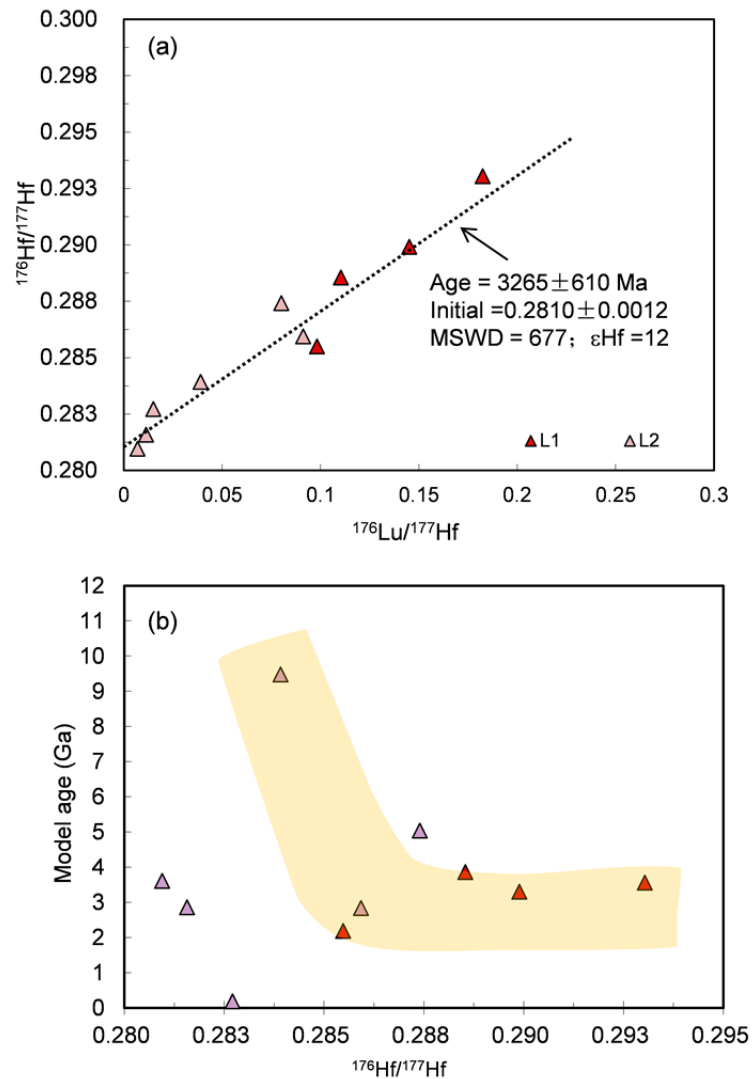 (a)
0.300
0.298
0.295
0.293
0.290
0.288
0.285
0.283
0.280
¹⁷⁶Hf/¹⁷⁷Hf
Age = 3265±610 Ma
Initial =0.2810±0.0012
MSWD = 677; εHf =12
L1 L2
0 0.05 0.1 0.15 0.2 0.25 0.3
¹⁷⁶Lu/¹⁷⁷Hf
(b)
12
11
10
9
8
7
6
5
4
3
2
1
0
Model age (Ga)
0.280 0.283 0.285 0.288 0.290 0.293 0.295
¹⁷⁶Hf/¹⁷⁷Hf